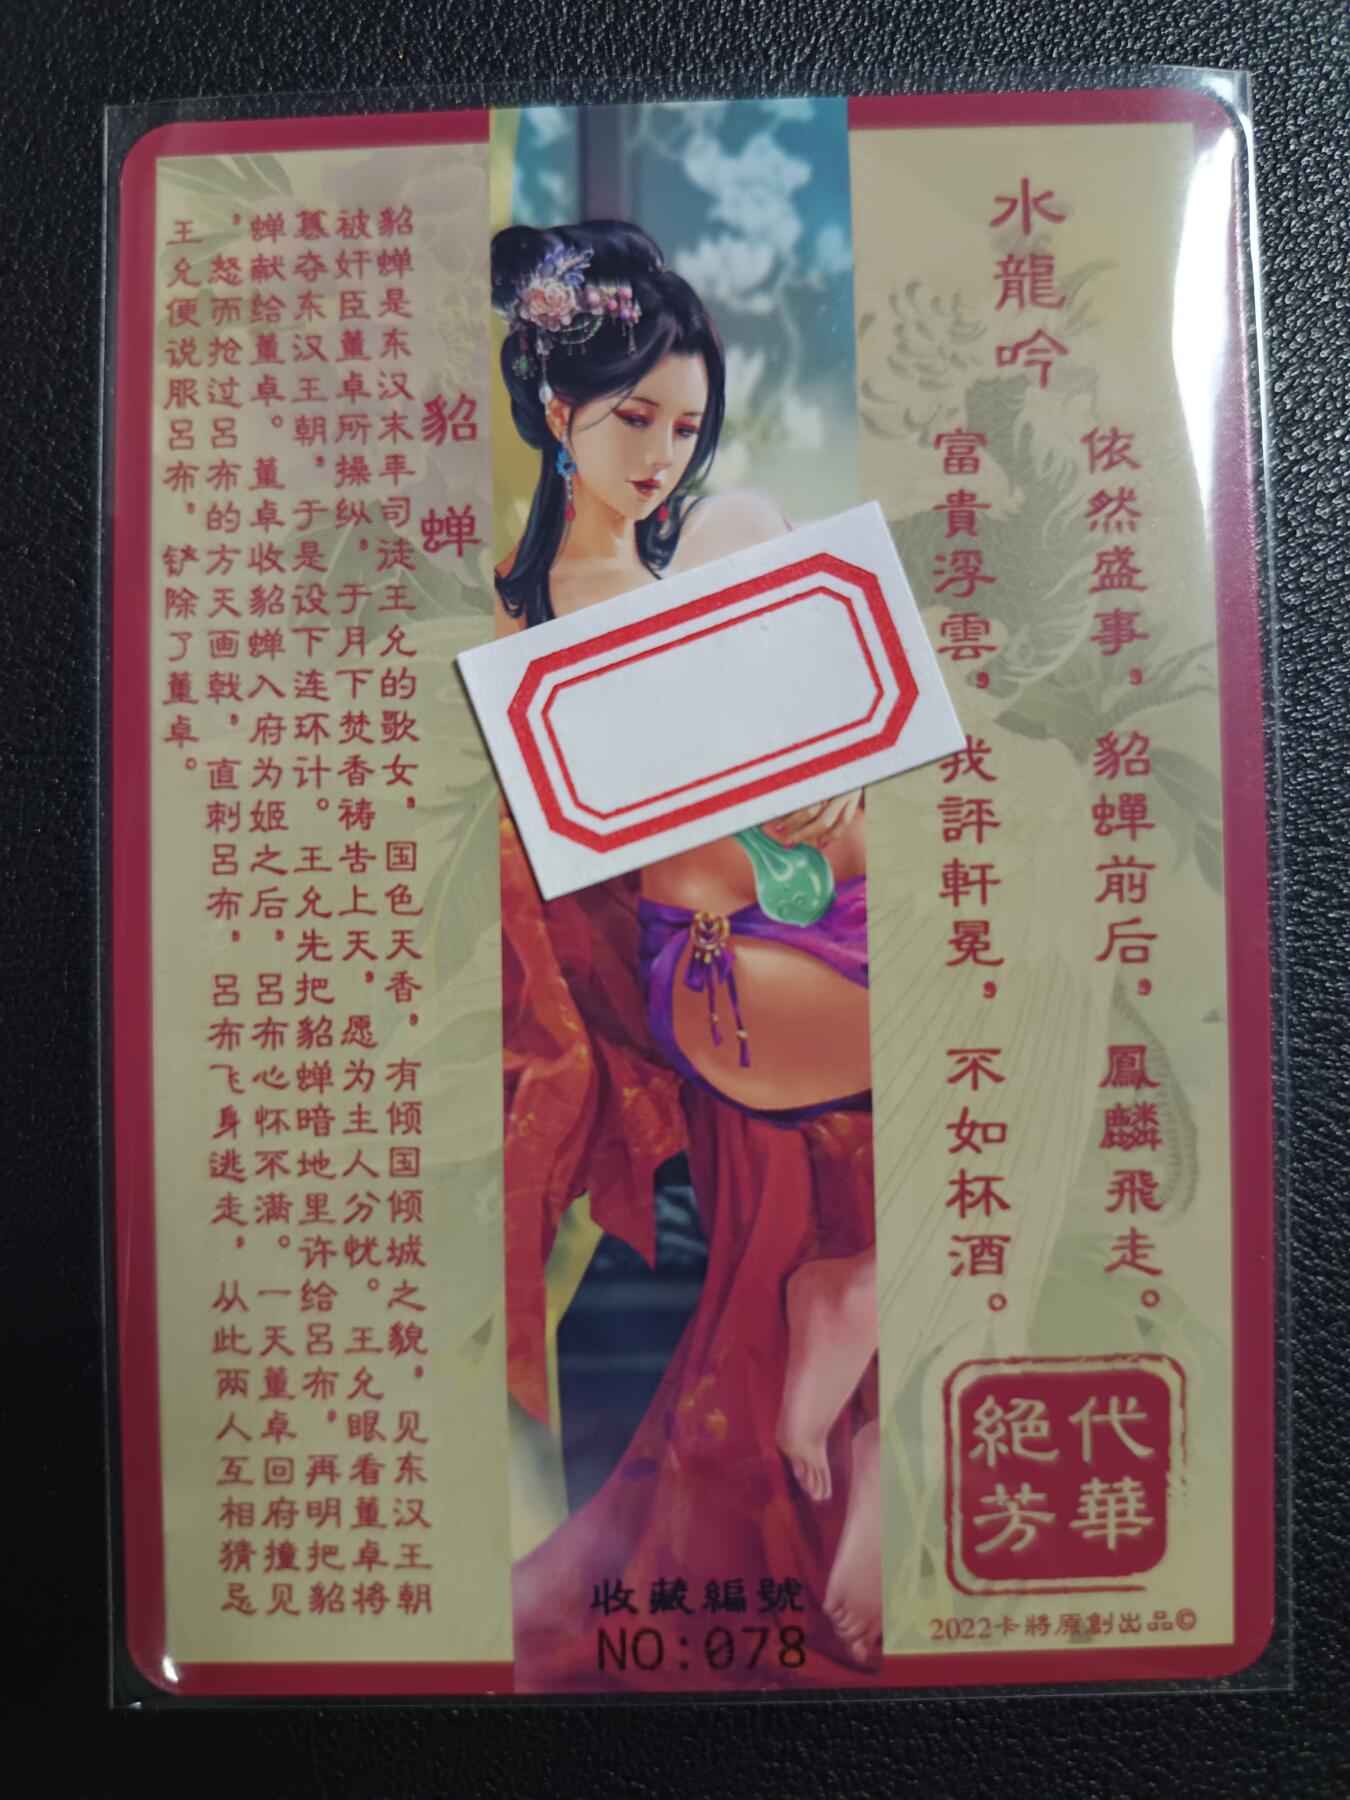 水龍吟
依然盛事，貂蟬前后，鳳麟飛走。
富貴浮雲，我評軒冕，不如杯酒。
絕代
芳華
2022卡將原創出品©
收藏編號
NO:078
貂蝉
貂蝉是东汉末年司徒王允的歌女，国色天香，有倾国倾城之貌，见东汉王朝
被奸臣董卓所操纵，于月下焚香祷告上天，愿为主人分忧。王允眼看董卓将
篡夺东汉王朝，于是设下连环计。王允先把貂蝉暗地里许给呂布，再明把貂
蝉献给董卓。董卓收貂蝉入府为姬之后，呂布心怀不满。一天董卓回府撞见
，怒而抢过呂布的方天画戟，直刺呂布，呂布飞身逃走，从此两人互相猜忌
王允便说服呂布，铲除了董卓。